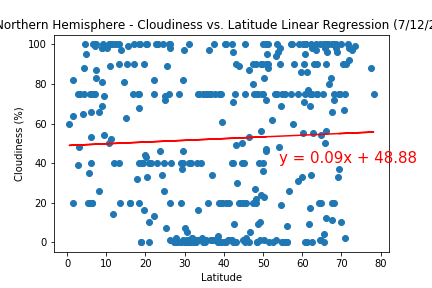 Northern Hemisphere - Cloudiness vs. Latitude Linear Regression (7/12/2
100
80
60
40
20
0
Cloudiness (%)
y = 0.09x + 48.88
0 10 20 30 40 50 60 70 80
Latitude